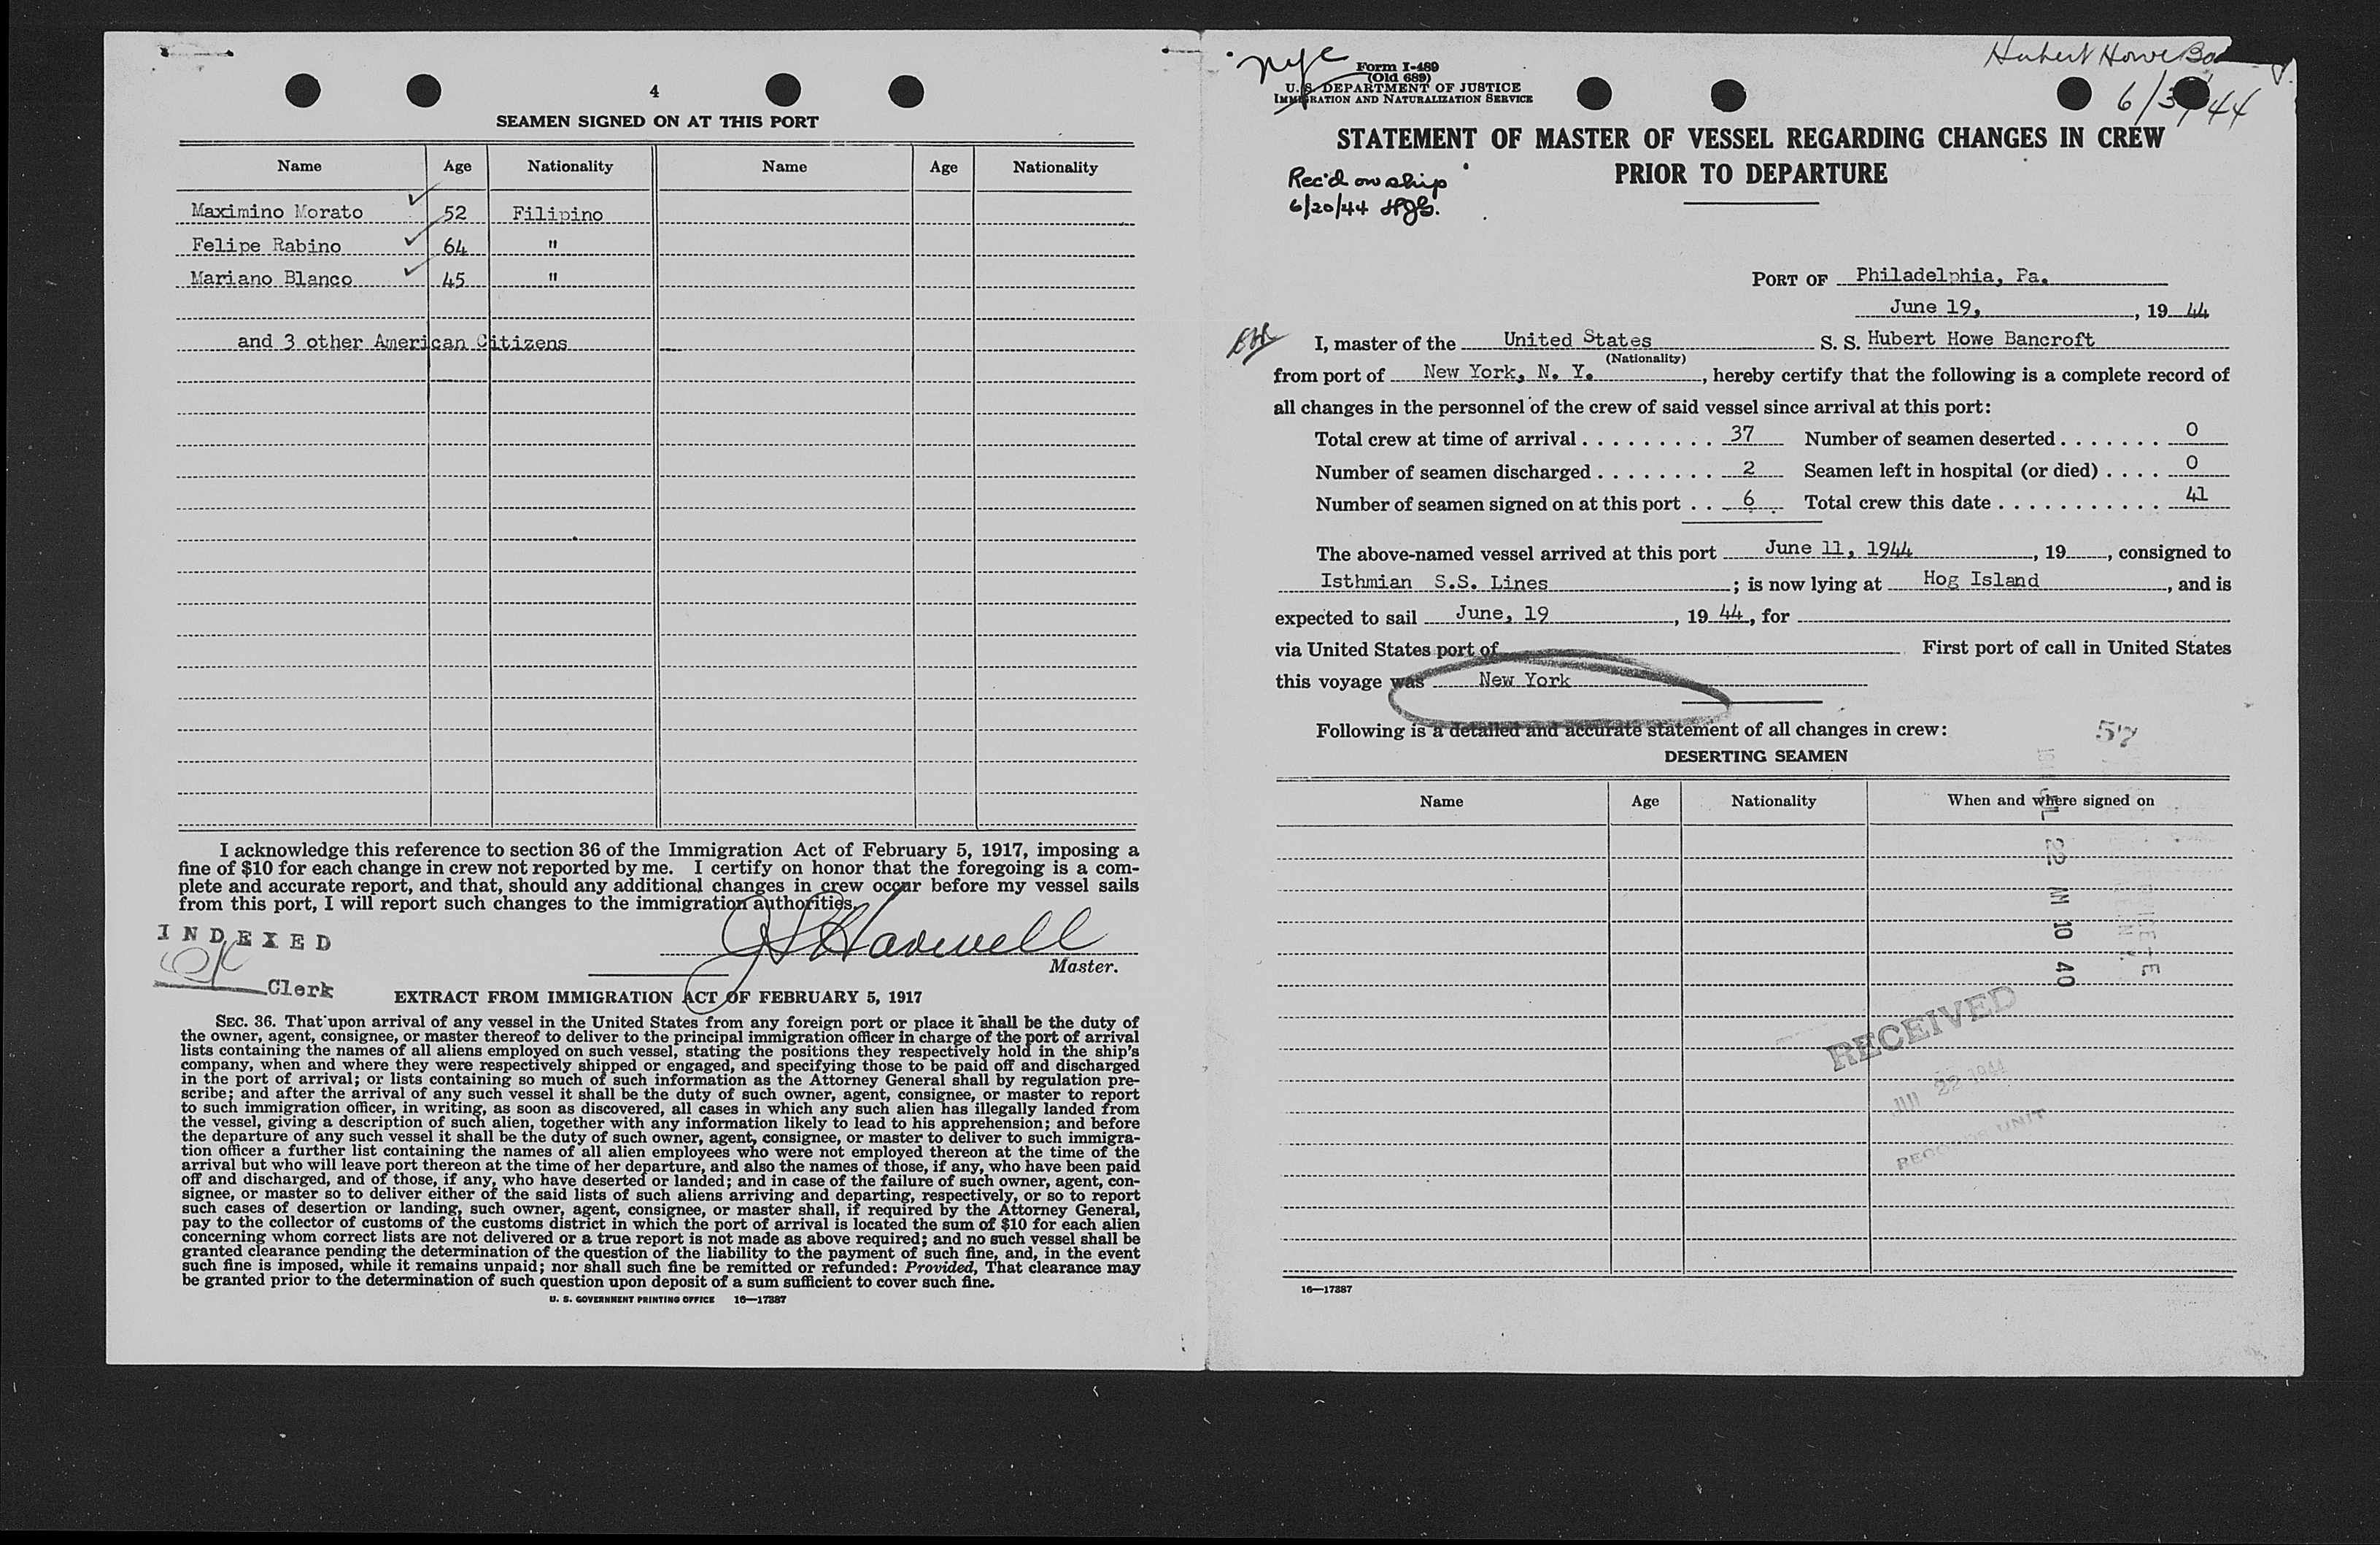 4
SEAMEN SIGNED ON AT THIS PORT
Name Age Nationality Name Age Nationality
Maximino Morato 52 Filipino
Felipe Rabino 64 "
Mariano Blanco 45 "
and 3 other American Citizens
I acknowledge this reference to section 36 of the Immigration Act of February 5, 1917, imposing a
fine of $10 for each change in crew not reported by me. I certify on honor that the foregoing is a com-
plete and accurate report, and that, should any additional changes in crew occur before my vessel sails
from this port, I will report such changes to the immigration authorities.
INDEXED
Clerk
Master.
EXTRACT FROM IMMIGRATION ACT OF FEBRUARY 5, 1917
SEC. 36. That upon arrival of any vessel in the United States from any foreign port or place it shall be the duty of
the owner, agent, consignee, or master thereof to deliver to the principal immigration officer in charge of the port of arrival
lists containing the names of all aliens employed on such vessel, stating the positions they respectively hold in the ship's
company, when and where they were respectively shipped or engaged, and specifying those to be paid off and discharged
in the port of arrival; or lists containing so much of such information as the Attorney General shall by regulation pre-
scribe; and after the arrival of any such vessel it shall be the duty of such owner, agent, consignee, or master to report
to such immigration officer, in writing, as soon as discovered, all cases in which any such alien has illegally landed from
the vessel, giving a description of such alien, together with any information likely to lead to his apprehension; and before
the departure of any such vessel it shall be the duty of such owner, agent, consignee, or master to deliver to such immigra-
tion officer a further list containing the names of all alien employees who were not employed thereon at the time of the
arrival but who will leave port thereon at the time of her departure, and also the names of those, if any, who have been paid
off and discharged, and of those, if any, who have deserted or landed; and in case of the failure of such owner, agent, con-
signee, or master so to deliver either of the said lists of such aliens arriving and departing, respectively, or so to report
such cases of desertion or landing, such owner, agent, consignee, or master shall, if required by the Attorney General,
pay to the collector of customs of the customs district in which the port of arrival is located the sum of $10 for each alien
concerning whom correct lists are not delivered or a true report is not made as above required; and no such vessel shall be
granted clearance pending the determination of the question of the liability to the payment of such fine, and, in the event
such fine is imposed, while it remains unpaid; nor shall such fine be remitted or refunded: Provided, That clearance may
be granted prior to the determination of such question upon deposit of a sum sufficient to cover such fine.
U. S. GOVERNMENT PRINTING OFFICE 16—17387
nyc
Form I-489
(Old 689)
U. S. DEPARTMENT OF JUSTICE
IMMIGRATION AND NATURALIZATION SERVICE
Hubert Howe
STATEMENT OF MASTER OF VESSEL REGARDING CHANGES IN CREW
PRIOR TO DEPARTURE
Rec'd on ship
6/20/44
PORT OF Philadelphia, Pa.
June 19, , 19 44
I, master of the United States S. S. Hubert Howe Bancroft
(Nationality)
from port of New York, N. Y. , hereby certify that the following is a complete record of
all changes in the personnel of the crew of said vessel since arrival at this port:
Total crew at time of arrival . . . . . . . . . 37 Number of seamen deserted . . . . . . . 0
Number of seamen discharged . . . . . . . . 2 Seamen left in hospital (or died) . . . . 0
Number of seamen signed on at this port . . 6 Total crew this date . . . . . . . . . . . 41
The above-named vessel arrived at this port June 11, 1944 , 19 , consigned to
Isthmian S.S. Lines ; is now lying at Hog Island , and is
expected to sail June, 19 , 19 44, for
via United States port of First port of call in United States
this voyage was New York
Following is a detailed and accurate statement of all changes in crew:
57
DESERTING SEAMEN
Name Age Nationality When and where signed on
22 AM 10 40
RECEIVED
22 1944
RECORDS UNIT
16—17387